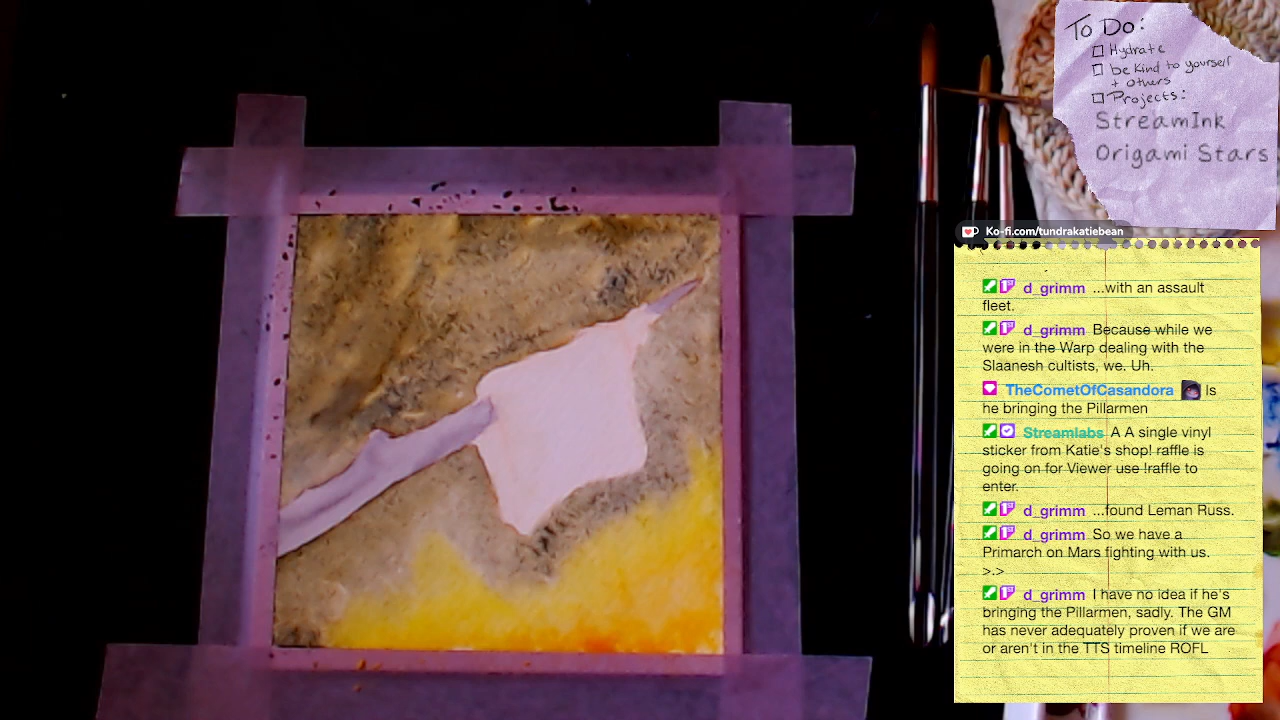 To Do:
Hydrate
be kind to yourself
+ others
Projects:
StreamInk
Origami Stars
Ko-fi.com/tundrakatiebean
d_grimm ...with an assault
fleet.
d_grimm Because while we
were in the Warp dealing with the
Slaanesh cultists, we. Uh.
TheCometOfCasandora Is
he bringing the Pillarmen
Streamlabs A A single vinyl
sticker from Katie's shop! raffle is
going on for Viewer use !raffle to
enter.
d_grimm ...found Leman Russ.
d_grimm So we have a
Primarch on Mars fighting with us.
>.>
d_grimm I have no idea if he's
bringing the Pillarmen, sadly. The GM
has never adequately proven if we are
or aren't in the TTS timeline ROFL